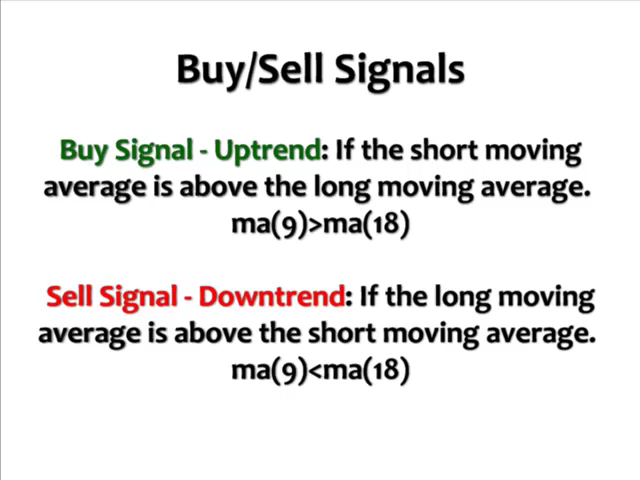 Buy/Sell Signals
Buy Signal - Uptrend: If the short moving
average is above the long moving average.
ma(9)>ma(18)
Sell Signal - Downtrend: If the long moving
average is above the short moving average.
ma(9)<ma(18)